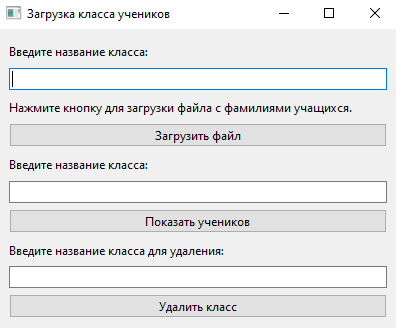 Загрузка класса учеников
Введите название класса:
Нажмите кнопку для загрузки файла с фамилиями учащихся.
Загрузить файл
Введите название класса:
Показать учеников
Введите название класса для удаления:
Удалить класс